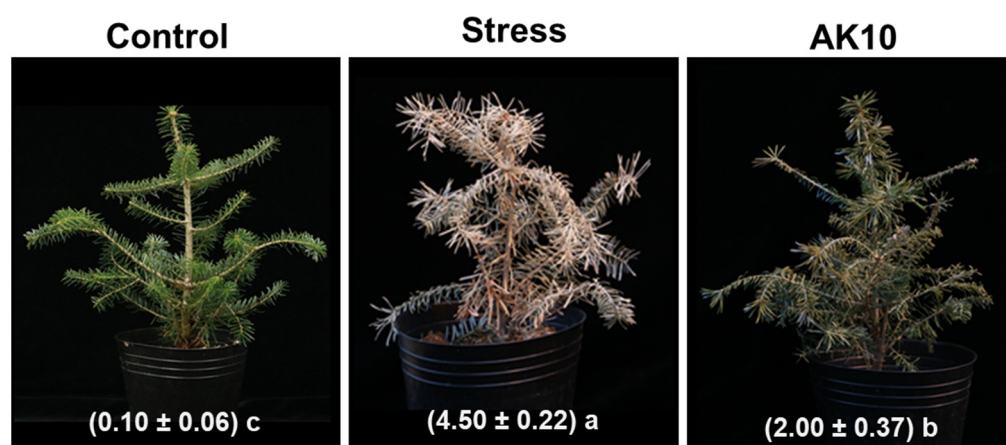 Control
Stress
AK10
(0.10 ± 0.06) c
(4.50 ± 0.22) a
(2.00 ± 0.37) b